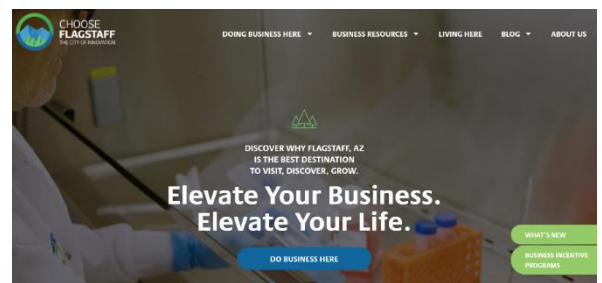 CHOOSE
FLAGSTAFF
THE CITY OF INNOVATION
DOING BUSINESS HERE
BUSINESS RESOURCES
LIVING HERE
BLOG
ABOUT US
DISCOVER WHY FLAGSTAFF, AZ
IS THE BEST DESTINATION
TO VISIT, DISCOVER, GROW.
Elevate Your Business.
Elevate Your Life.
WHAT'S NEW
DO BUSINESS HERE
BUSINESS INCENTIVE
PROGRAMS